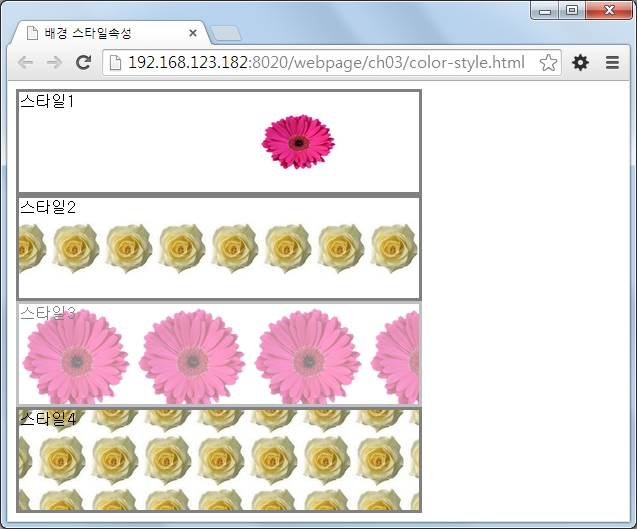 배경 스타일속성
192.168.123.182:8020/webpage/ch03/color-style.html
스타일1
스타일2
스타일3
스타일4